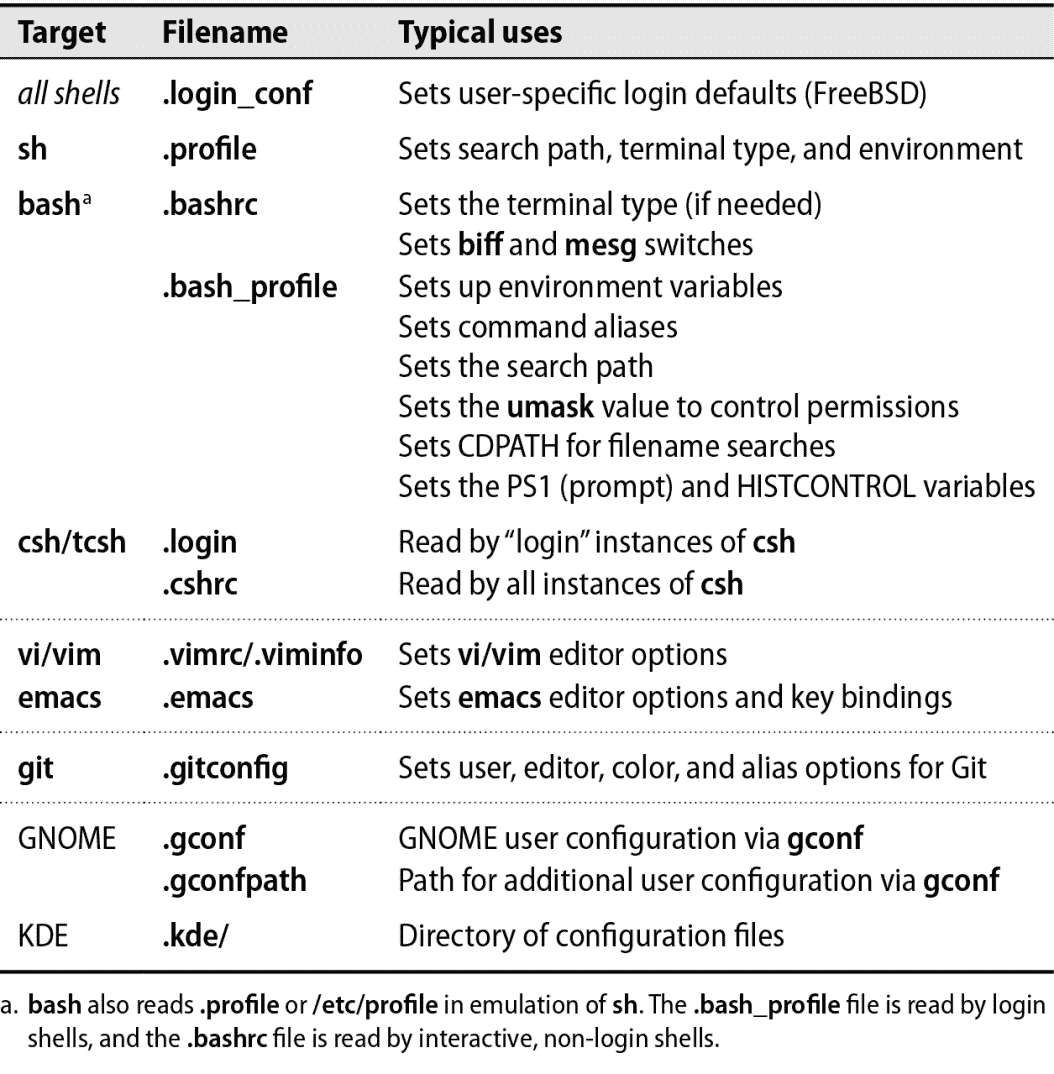 Target Filename Typical uses
all shells .login_conf Sets user-specific login defaults (FreeBSD)
sh .profile Sets search path, terminal type, and environment
bashª .bashrc Sets the terminal type (if needed)
Sets biff and mesg switches
.bash_profile Sets up environment variables
Sets command aliases
Sets the search path
Sets the umask value to control permissions
Sets CDPATH for filename searches
Sets the PS1 (prompt) and HISTCONTROL variables
csh/tcsh .login Read by “login” instances of csh
.cshrc Read by all instances of csh
vi/vim .vimrc/.viminfo Sets vi/vim editor options
emacs .emacs Sets emacs editor options and key bindings
git .gitconfig Sets user, editor, color, and alias options for Git
GNOME .gconf GNOME user configuration via gconf
.gconfpath Path for additional user configuration via gconf
KDE .kde/ Directory of configuration files
a. bash also reads .profile or /etc/profile in emulation of sh. The .bash_profile file is read by login
shells, and the .bashrc file is read by interactive, non-login shells.